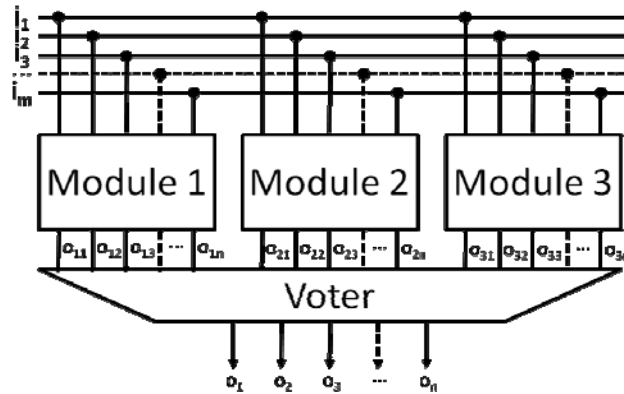 i1
i2
i3
...
im
Module 1 Module 2 Module 3
o11 o12 o13 ... o1n o21 o22 o23 ... o2n o31 o32 o33 ... o3n
Voter
o1 o2 o3 ... on